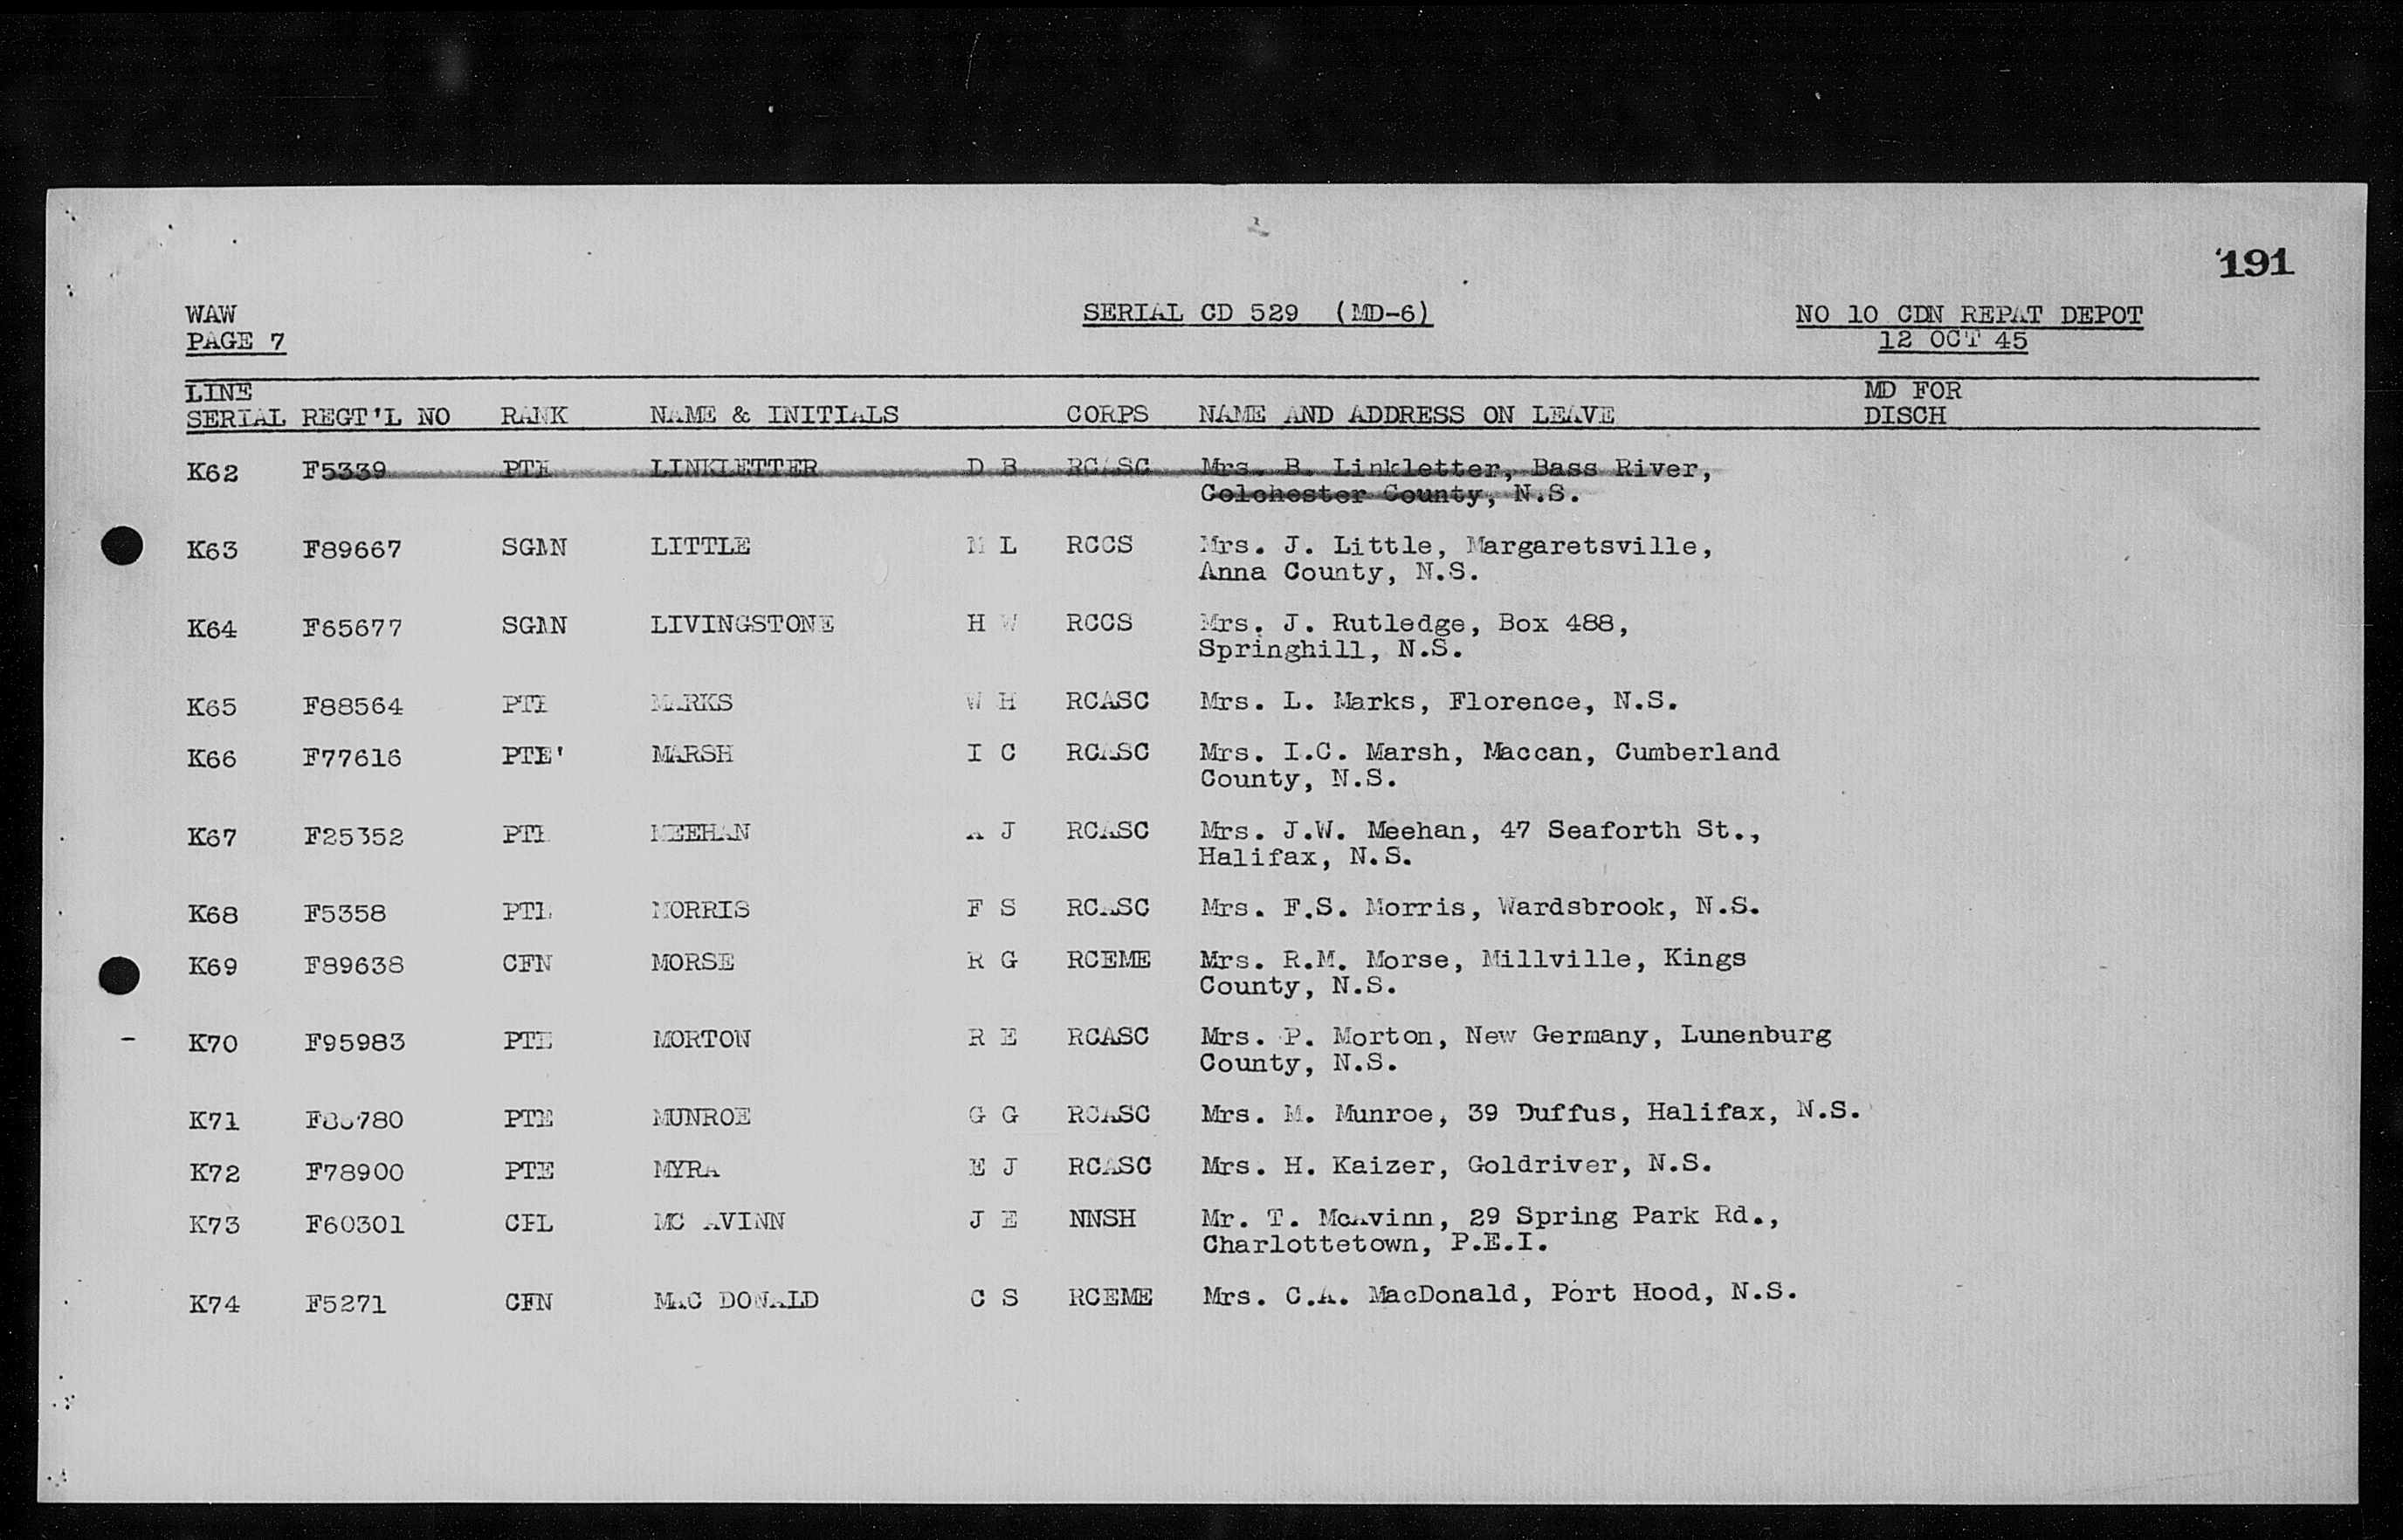 191
WAW SERIAL CD 529 (MD-6) NO 10 CDN REPAT DEPOT
PAGE 7 12 OCT 45
LINE MD FOR
SERIAL REGT'L NO RANK NAME & INITIALS CORPS NAME AND ADDRESS ON LEAVE DISCH
K62 F5339 PTE LINKLETTER D B RCASC Mrs. B. Linkletter, Bass River,
Colchester County, N.S.
K63 F89667 SGMN LITTLE M L RCCS Mrs. J. Little, Margaretsville,
Anna County, N.S.
K64 F65677 SGMN LIVINGSTONE H W RCCS Mrs. J. Rutledge, Box 488,
Springhill, N.S.
K65 F88564 PTE MARKS W H RCASC Mrs. L. Marks, Florence, N.S.
K66 F77616 PTE' MARSH I C RCASC Mrs. I.C. Marsh, Maccan, Cumberland
County, N.S.
K67 F25352 PTE MEEHAN A J RCASC Mrs. J.W. Meehan, 47 Seaforth St.,
Halifax, N.S.
K68 F5358 PTE MORRIS F S RCASC Mrs. F.S. Morris, Wardsbrook, N.S.
K69 F89638 CFN MORSE R G RCEME Mrs. R.M. Morse, Millville, Kings
County, N.S.
- K70 F95983 PTE MORTON R E RCASC Mrs. P. Morton, New Germany, Lunenburg
County, N.S.
K71 PTE MUNROE G G RCASC Mrs. M. Munroe, 39 Duffus, Halifax, N.S.
K72 F78900 PTE MYRA E J RCASC Mrs. H. Kaizer, Goldriver, N.S.
K73 F60301 CPL MC AVINN J E NNSH Mr. T. McAvinn, 29 Spring Park Rd.,
Charlottetown, P.E.I.
K74 F5271 CFN MAC DONALD C S RCEME Mrs. C.A. MacDonald, Port Hood, N.S.